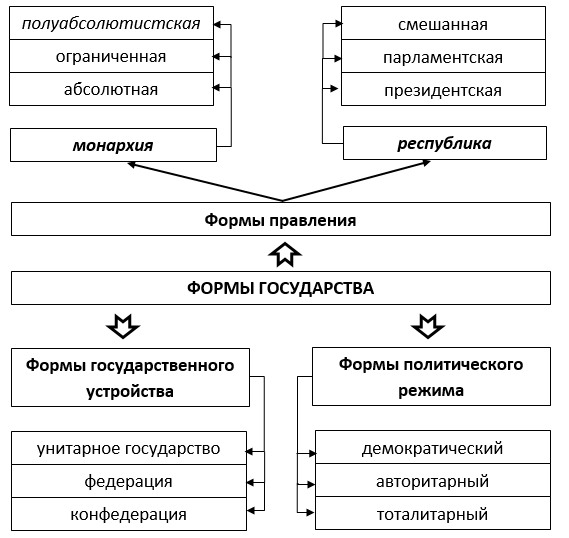 полуабсолютистская
ограниченная
абсолютная
монархия
смешанная
парламентская
президентская
республика
Формы правления
ФОРМЫ ГОСУДАРСТВА
Формы государственного
устройства
Формы политического
режима
унитарное государство
федерация
конфедерация
демократический
авторитарный
тоталитарный